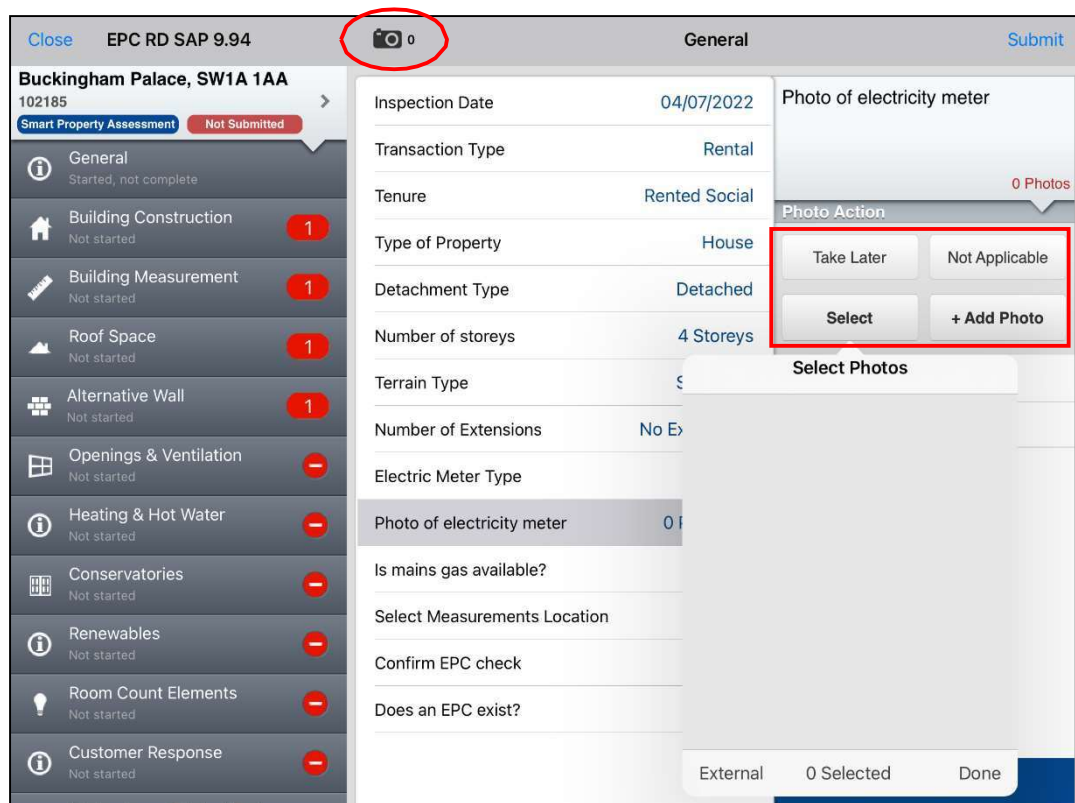 Close EPC RD SAP 9.94 0 General Submit
Buckingham Palace, SW1A 1AA
102185
Smart Property Assessment Not Submitted
General
Started, not complete
Building Construction 1
Not started
Building Measurement 1
Not started
Roof Space 1
Not started
Alternative Wall 1
Not started
Openings & Ventilation
Not started
Heating & Hot Water
Not started
Conservatories
Not started
Renewables
Not started
Room Count Elements
Not started
Customer Response
Not started
Inspection Date 04/07/2022
Transaction Type Rental
Tenure Rented Social
Type of Property House
Detachment Type Detached
Number of storeys 4 Storeys
Terrain Type S
Number of Extensions No Ex
Electric Meter Type
Photo of electricity meter 0
Is mains gas available?
Select Measurements Location
Confirm EPC check
Does an EPC exist?
Photo of electricity meter
0 Photos
Photo Action
Take Later Not Applicable
Select + Add Photo
Select Photos
External 0 Selected Done